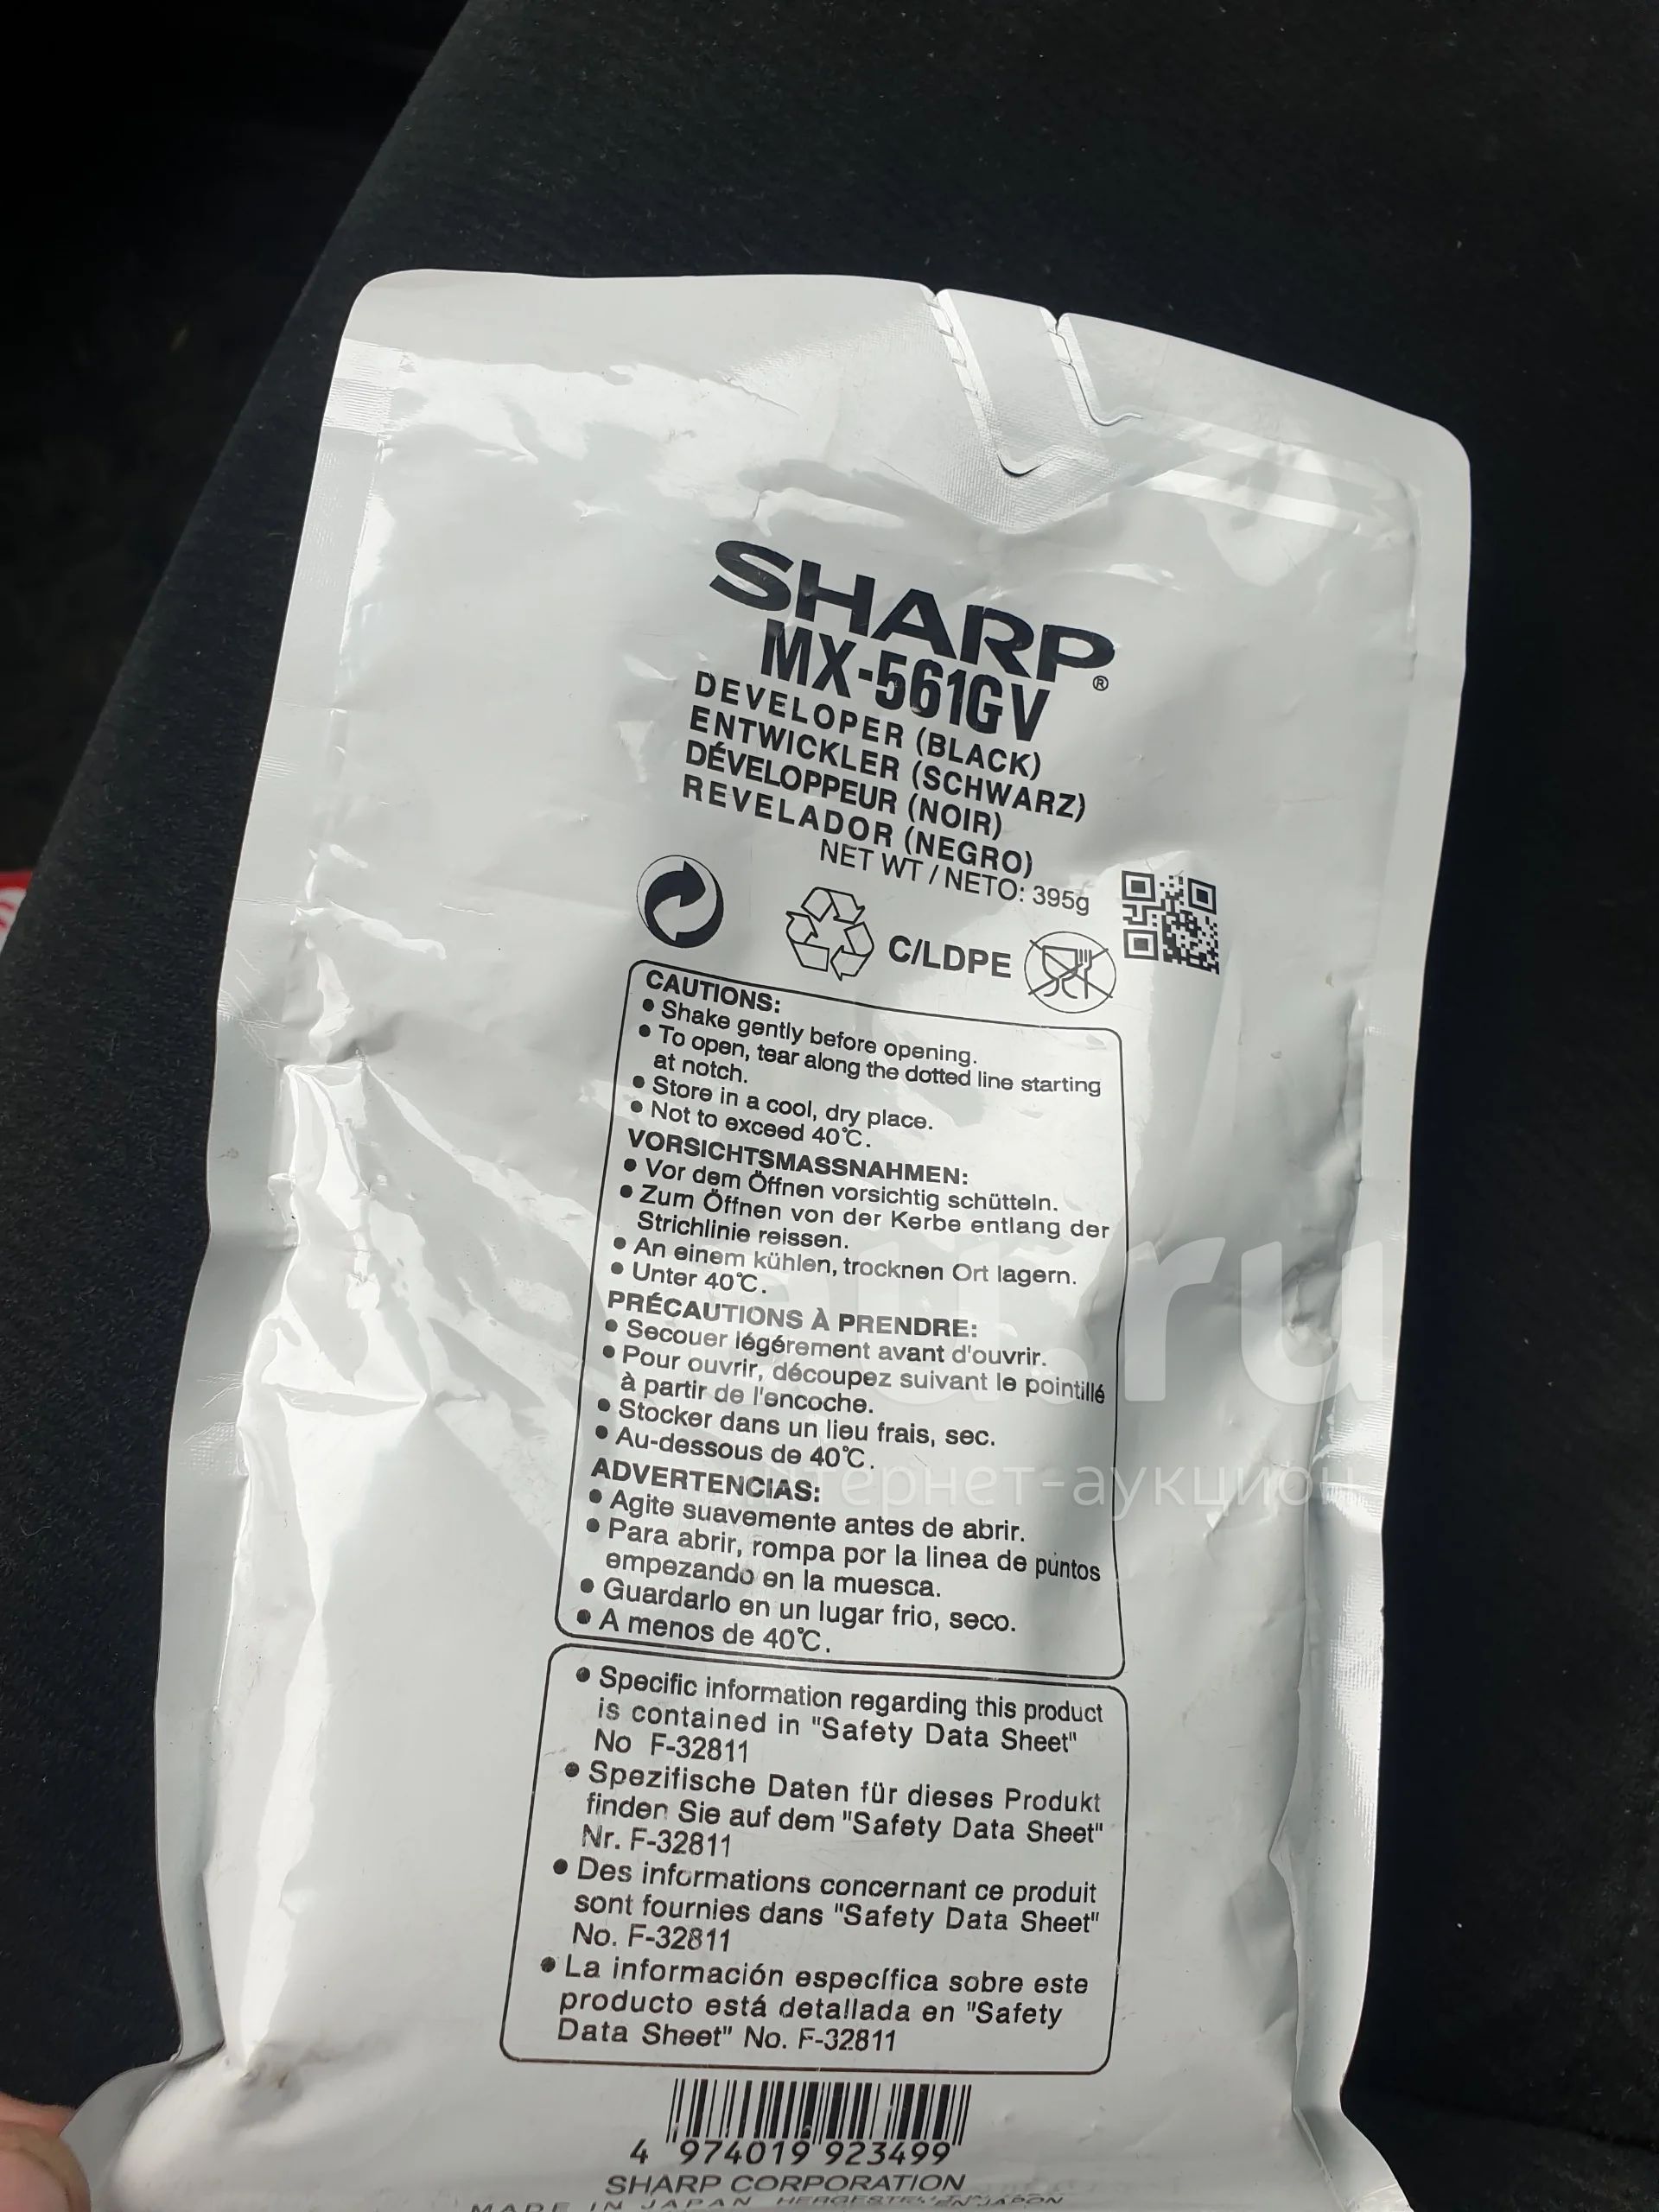 SHARP®
MX-561GV
DEVELOPER (BLACK)
ENTWICKLER (SCHWARZ)
DÉVELOPPEUR (NOIR)
REVELADOR (NEGRO)
NET WT / NETO: 395g
C/LDPE
CAUTIONS:
● Shake gently before opening.
● To open, tear along the dotted line starting
at notch.
● Store in a cool, dry place.
● Not to exceed 40℃.
VORSICHTSMASSNAHMEN:
● Vor dem Öffnen vorsichtig schütteln.
● Zum Öffnen von der Kerbe entlang der
Strichlinie reissen.
● An einem kühlen, trocknen Ort lagern.
● Unter 40℃.
PRÉCAUTIONS À PRENDRE:
● Secouer légérement avant d'ouvrir.
● Pour ouvrir, découpez suivant le pointillé
à partir de l'encoche.
● Stocker dans un lieu frais, sec.
● Au-dessous de 40℃.
ADVERTENCIAS:
● Agite suavemente antes de abrir.
● Para abrir, rompa por la linea de puntos
empezando en la muesca.
● Guardarlo en un lugar frio, seco.
● A menos de 40℃.
● Specific information regarding this product
is contained in "Safety Data Sheet"
No F-32811
● Spezifische Daten für dieses Produkt
finden Sie auf dem "Safety Data Sheet"
Nr. F-32811
● Des informations concernant ce produit
sont fournies dans "Safety Data Sheet"
No. F-32811
● La información específica sobre este
producto está detallada en "Safety
Data Sheet" No. F-32811
4 974019 923499
SHARP CORPORATION
MADE IN JAPAN
au.ru
интернет-аукцион